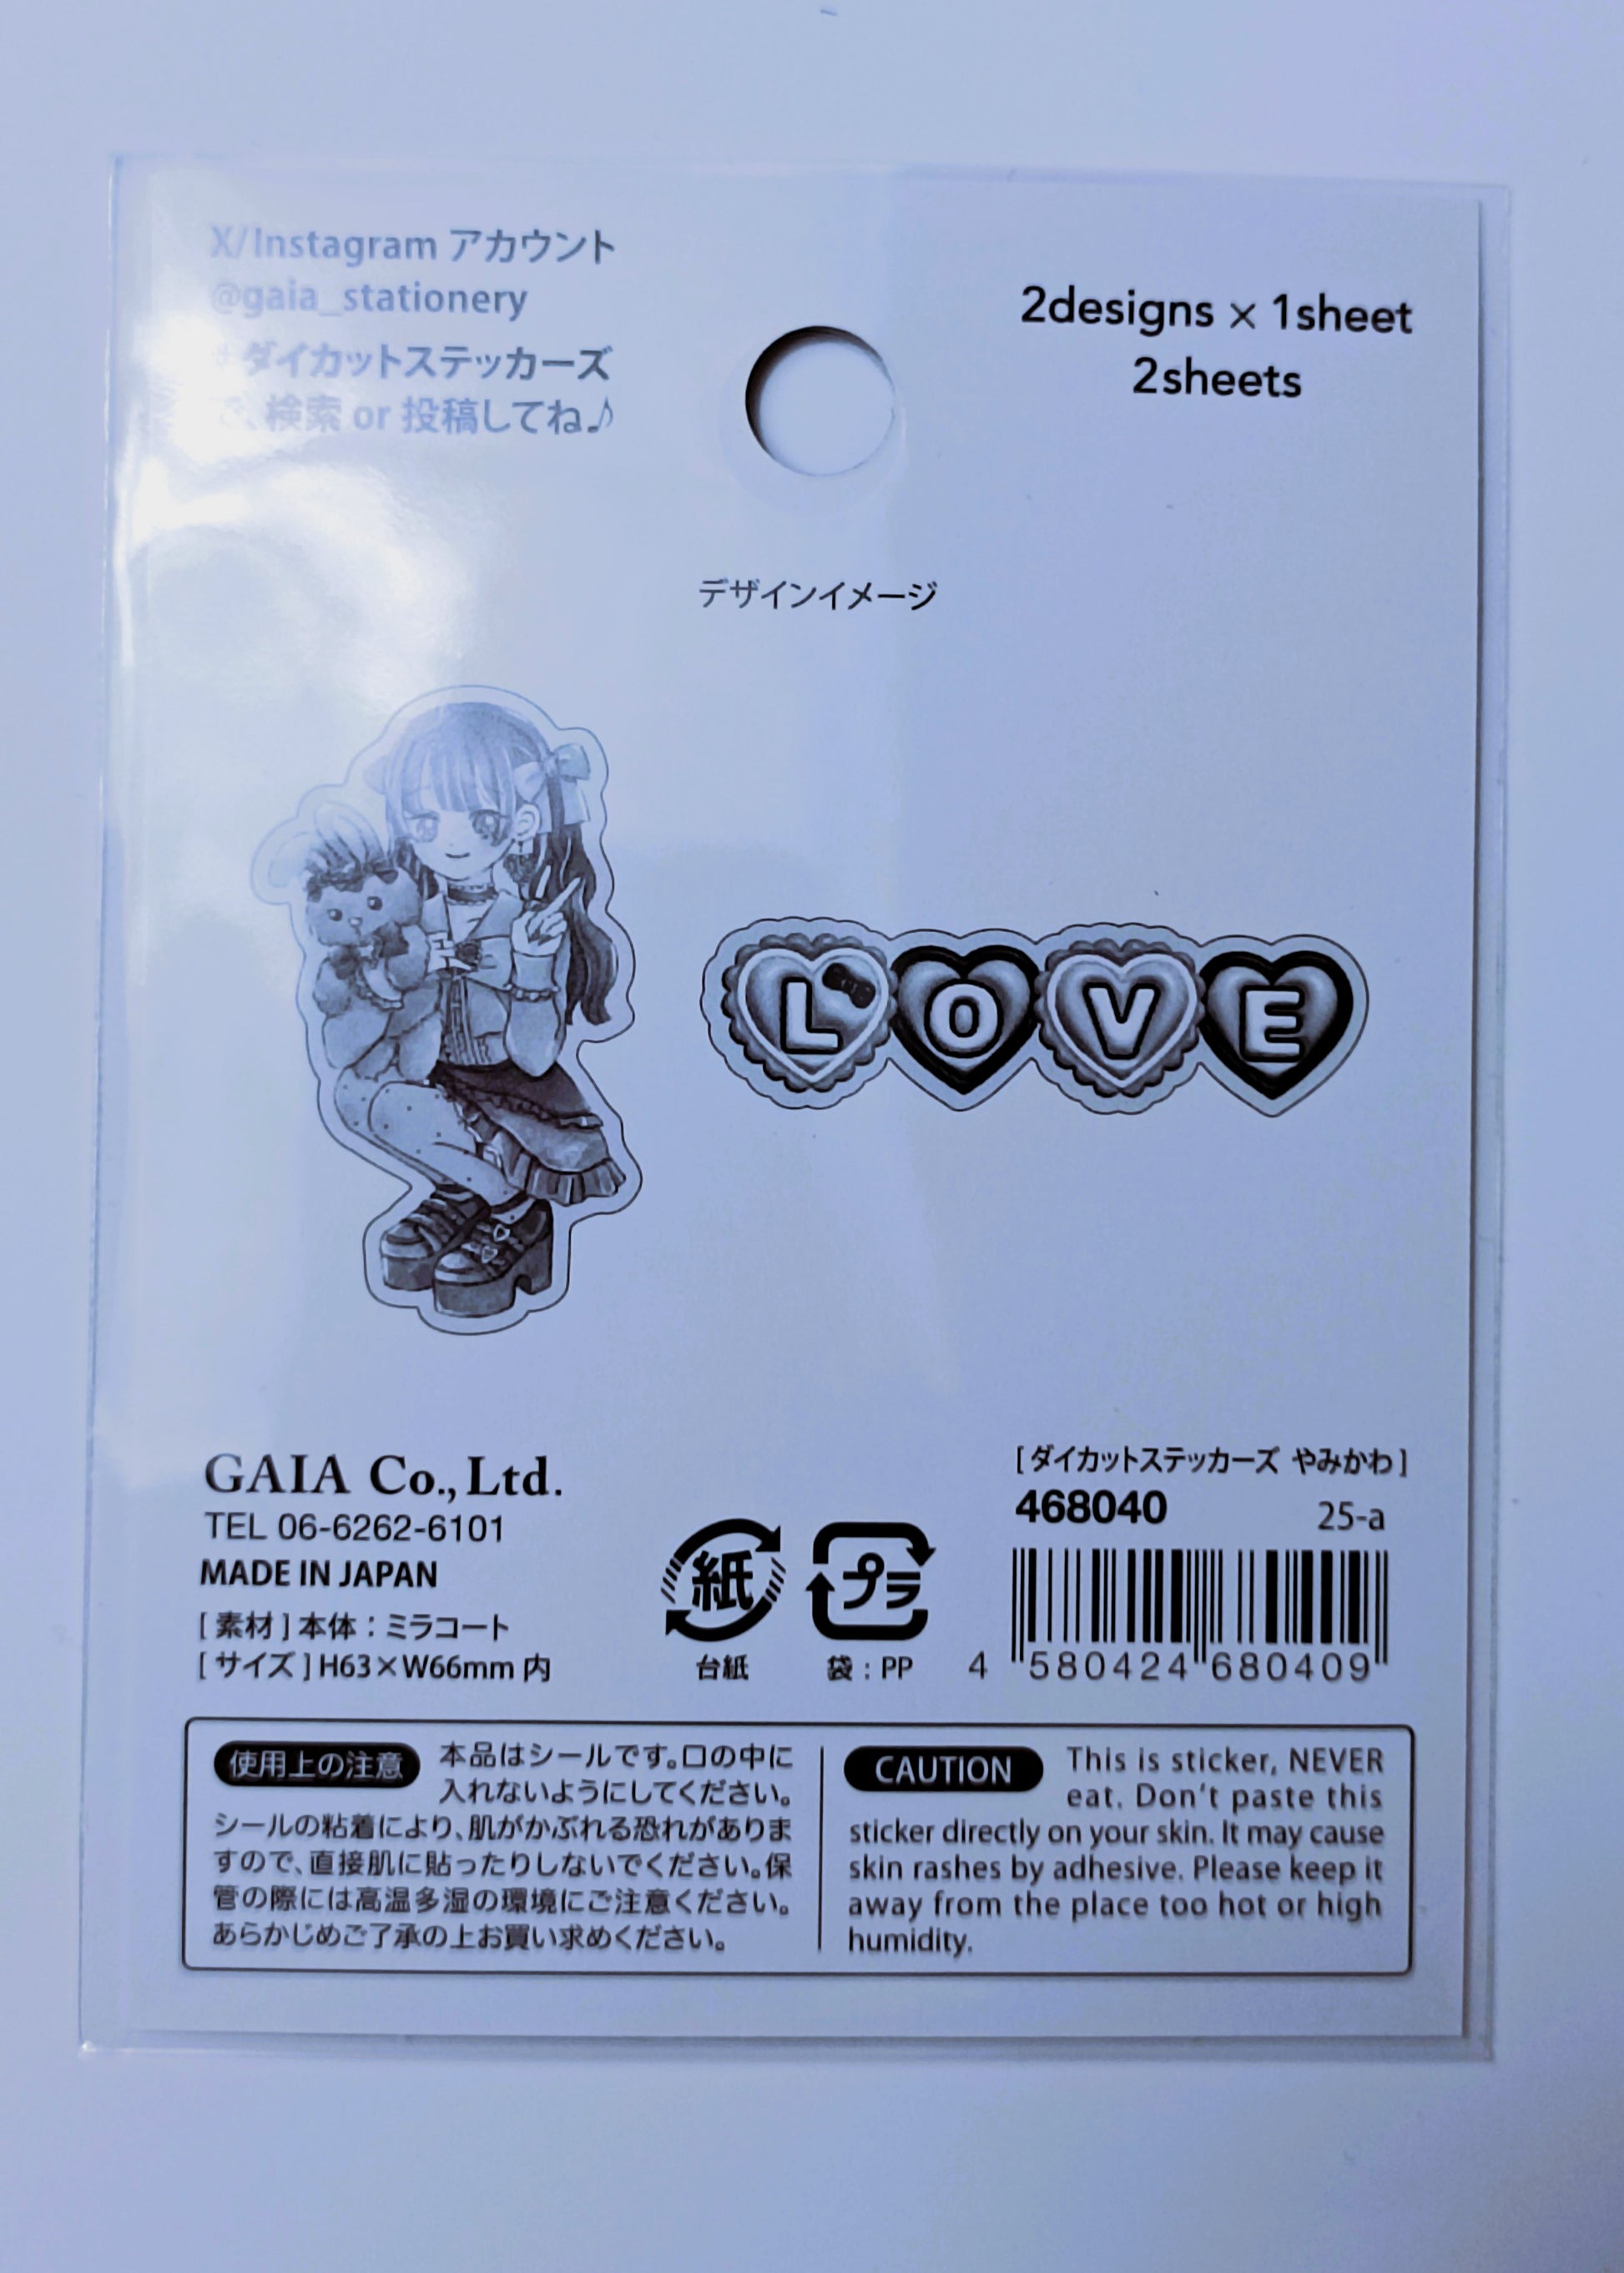 X/Instagram アカウント
@gaia_stationery
#ダイカットステッカーズ
で、検索 or 投稿してね♪
2designs × 1sheet
2sheets
デザインイメージ
LOVE
GAIA Co., Ltd.
TEL 06-6262-6101
MADE IN JAPAN
[ 素材 ] 本体：ミラコート
[ サイズ ] H63×W66mm 内
紙
台紙
プラ
袋：PP
[ ダイカットステッカーズ やみかわ ]
468040
25-a
4 580424 680409
使用上の注意 本品はシールです。口の中に
入れないようにしてください。
シールの粘着により、肌がかぶれる恐れがありま
すので、直接肌に貼ったりしないでください。保
管の際には高温多湿の環境にご注意ください。
あらかじめご了承の上お買い求めください。
CAUTION This is sticker, NEVER
eat. Don't paste this
sticker directly on your skin. It may cause
skin rashes by adhesive. Please keep it
away from the place too hot or high
humidity.